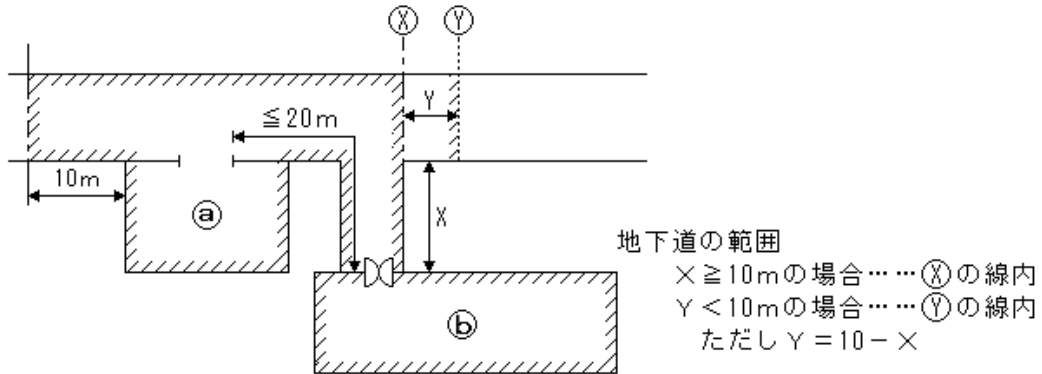 Ⓧ Ⓨ
Y
≦20m
10m
ⓐ
X
ⓑ
地下道の範囲
X≧10mの場合……Ⓧの線内
Y<10mの場合……Ⓨの線内
ただしY=10-X